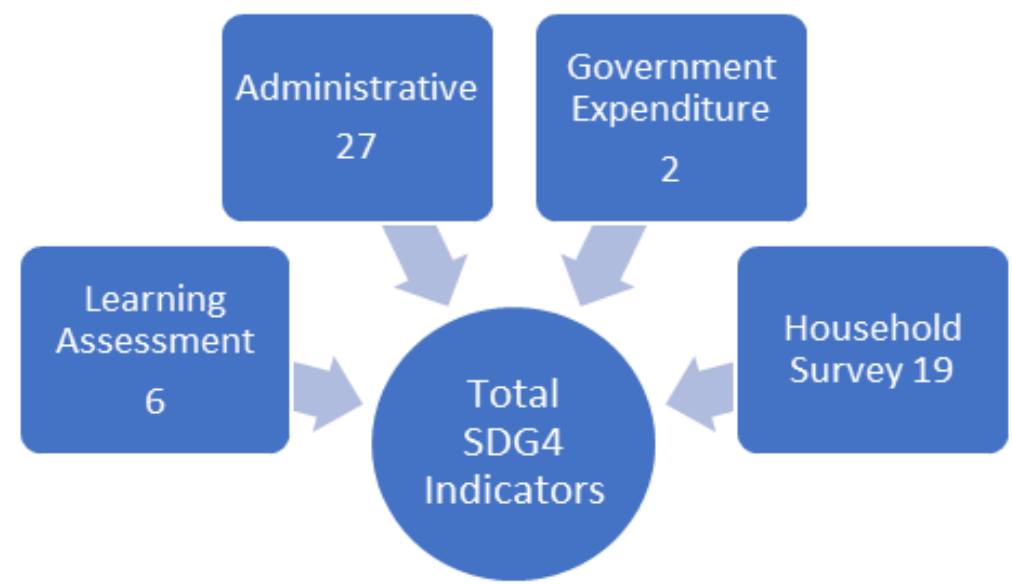 Administrative
27
Government
Expenditure
2
Learning
Assessment
6
Household
Survey 19
Total
SDG4
Indicators